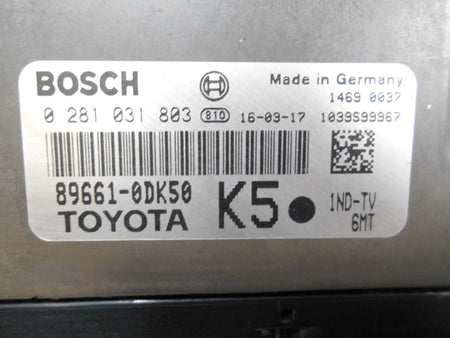 BOSCH
Made in Germany
1469 0037
0 281 031 803 810 16-03-17 1039S99967
89661-0DK50
TOYOTA
K5
1ND-TV
6MT